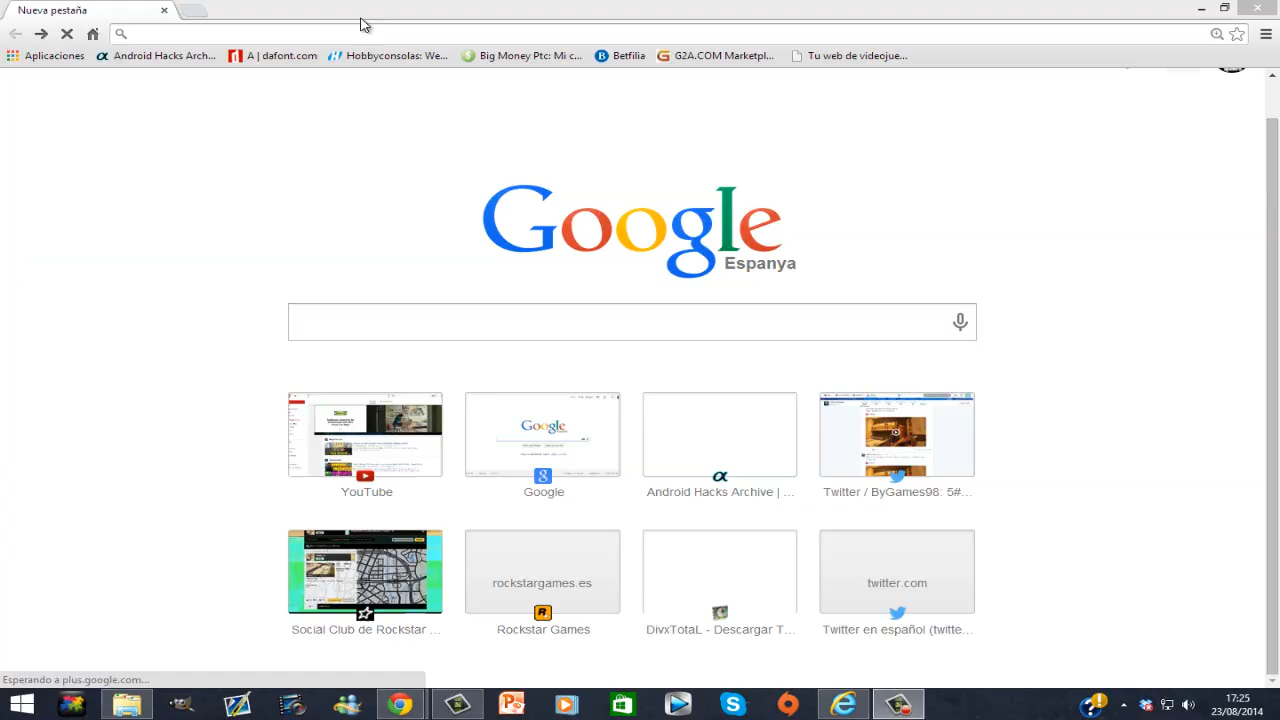 Nueva pestaña
Aplicaciones
Android Hacks Arch...
A | dafont.com
Hobbyconsolas: We...
Big Money Ptc: Mi c...
Betfilia
G2A.COM Marketpl...
Tu web de videojue...
Google
Espanya
YouTube
Google
Android Hacks Archive | ...
Twitter / ByGames98: 5#...
rockstargames.es
twitter.com
Social Club de Rockstar ...
Rockstar Games
DivxTotaL - Descargar T...
Twitter en español (twitte...
Esperando a plus.google.com...
17:25
23/08/2014